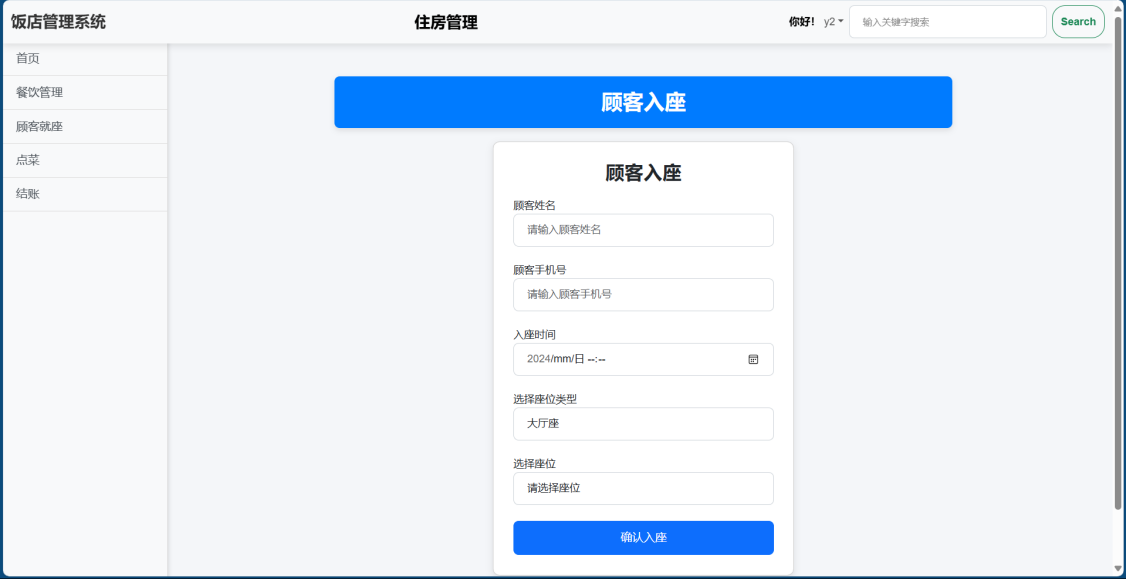 饭店管理系统
住房管理
你好! y2
输入关键字搜索
Search
首页
餐饮管理
顾客就座
点菜
结账
顾客入座
顾客入座
顾客姓名
请输入顾客姓名
顾客手机号
请输入顾客手机号
入座时间
2024/mm/日 --:--
选择座位类型
大厅座
选择座位
请选择座位
确认入座